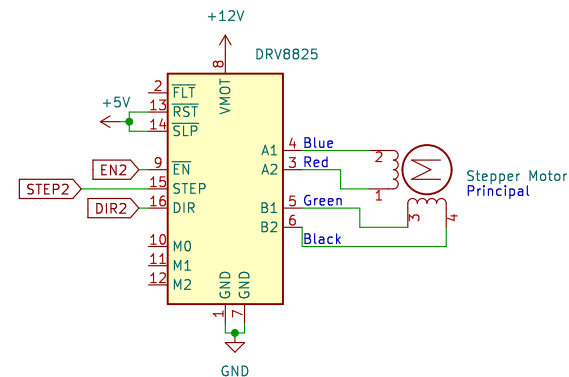 +12V
DRV8825
8
VMOT
2 FLT
+5V
13 RST
14 SLP
A1 4 Blue
A2 3 Red
2
1
EN2 9 EN
STEP2 15 STEP
DIR2 16 DIR
Stepper Motor
Principal
B1 5 Green
B2 6 Black
3
4
10 M0
11 M1
12 M2
GND GND
1 7
GND